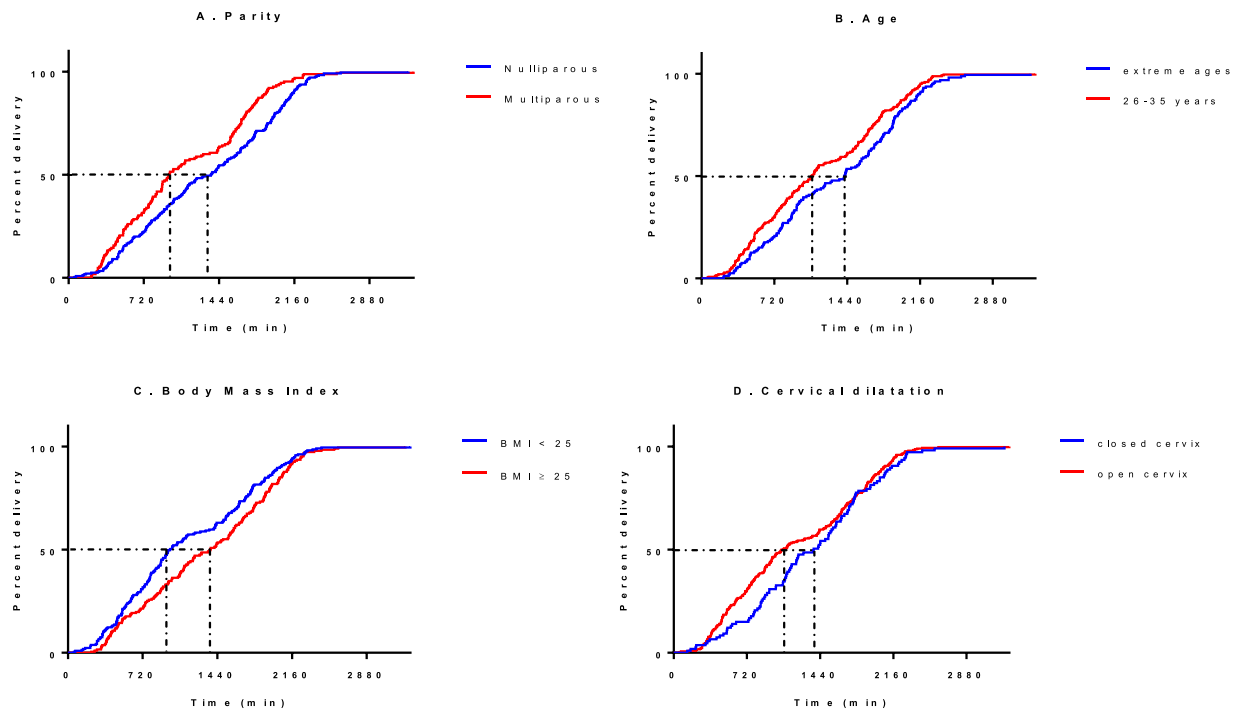 A. Parity
Percent delivery
100
50
0
0 720 1440 2160 2880
Time (min)
Nulliparous
Multiparous
B. Age
Percent delivery
100
50
0
0 720 1440 2160 2880
Time (min)
extreme ages
26-35 years
C. Body Mass Index
Percent delivery
100
50
0
0 720 1440 2160 2880
Time (min)
BMI < 25
BMI ≥ 25
D. Cervical dilatation
Percent delivery
100
50
0
0 720 1440 2160 2880
Time (min)
closed cervix
open cervix